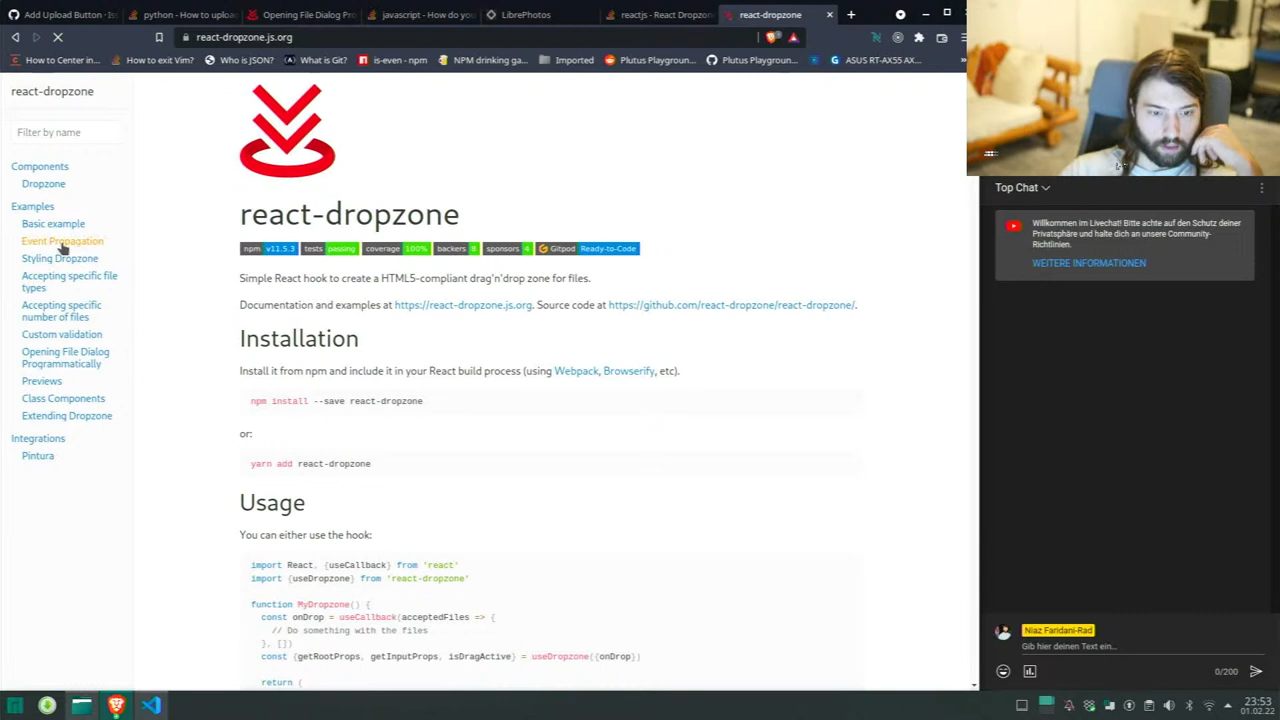 Add Upload Button · Is
python - How to uploa
Opening File Dialog Pro
javascript - How do you
LibrePhotos
reactjs - React Dropzon
react-dropzone
react-dropzone.js.org
How to Center in...
How to exit Vim?
Who is JSON?
What is Git?
is-even - npm
NPM drinking ga...
Imported
Plutus Playgroun...
Plutus Playgroun...
ASUS RT-AX55 AX...
react-dropzone
Filter by name
Components
Dropzone
Examples
Basic example
Event Propagation
Styling Dropzone
Accepting specific file
types
Accepting specific
number of files
Custom validation
Opening File Dialog
Programmatically
Previews
Class Components
Extending Dropzone
Integrations
Pintura
react-dropzone
npm v11.5.3 tests passing coverage 100% backers 8 sponsors 4 Gitpod Ready-to-Code
Simple React hook to create a HTML5-compliant drag'n'drop zone for files.
Documentation and examples at https://react-dropzone.js.org. Source code at https://github.com/react-dropzone/react-dropzone/.
Installation
Install it from npm and include it in your React build process (using Webpack, Browserify, etc).
npm install --save react-dropzone
or:
yarn add react-dropzone
Usage
You can either use the hook:
import React, {useCallback} from 'react'
import {useDropzone} from 'react-dropzone'
function MyDropzone() {
const onDrop = useCallback(acceptedFiles => {
// Do something with the files
}, [])
const {getRootProps, getInputProps, isDragActive} = useDropzone({onDrop})
return (
Top Chat
Willkommen im Livechat! Bitte achte auf den Schutz deiner
Privatsphäre und halte dich an unsere Community-
Richtlinien.
WEITERE INFORMATIONEN
Niaz Faridani-Rad
Gib hier deinen Text ein...
0/200
23:53
01.02.22